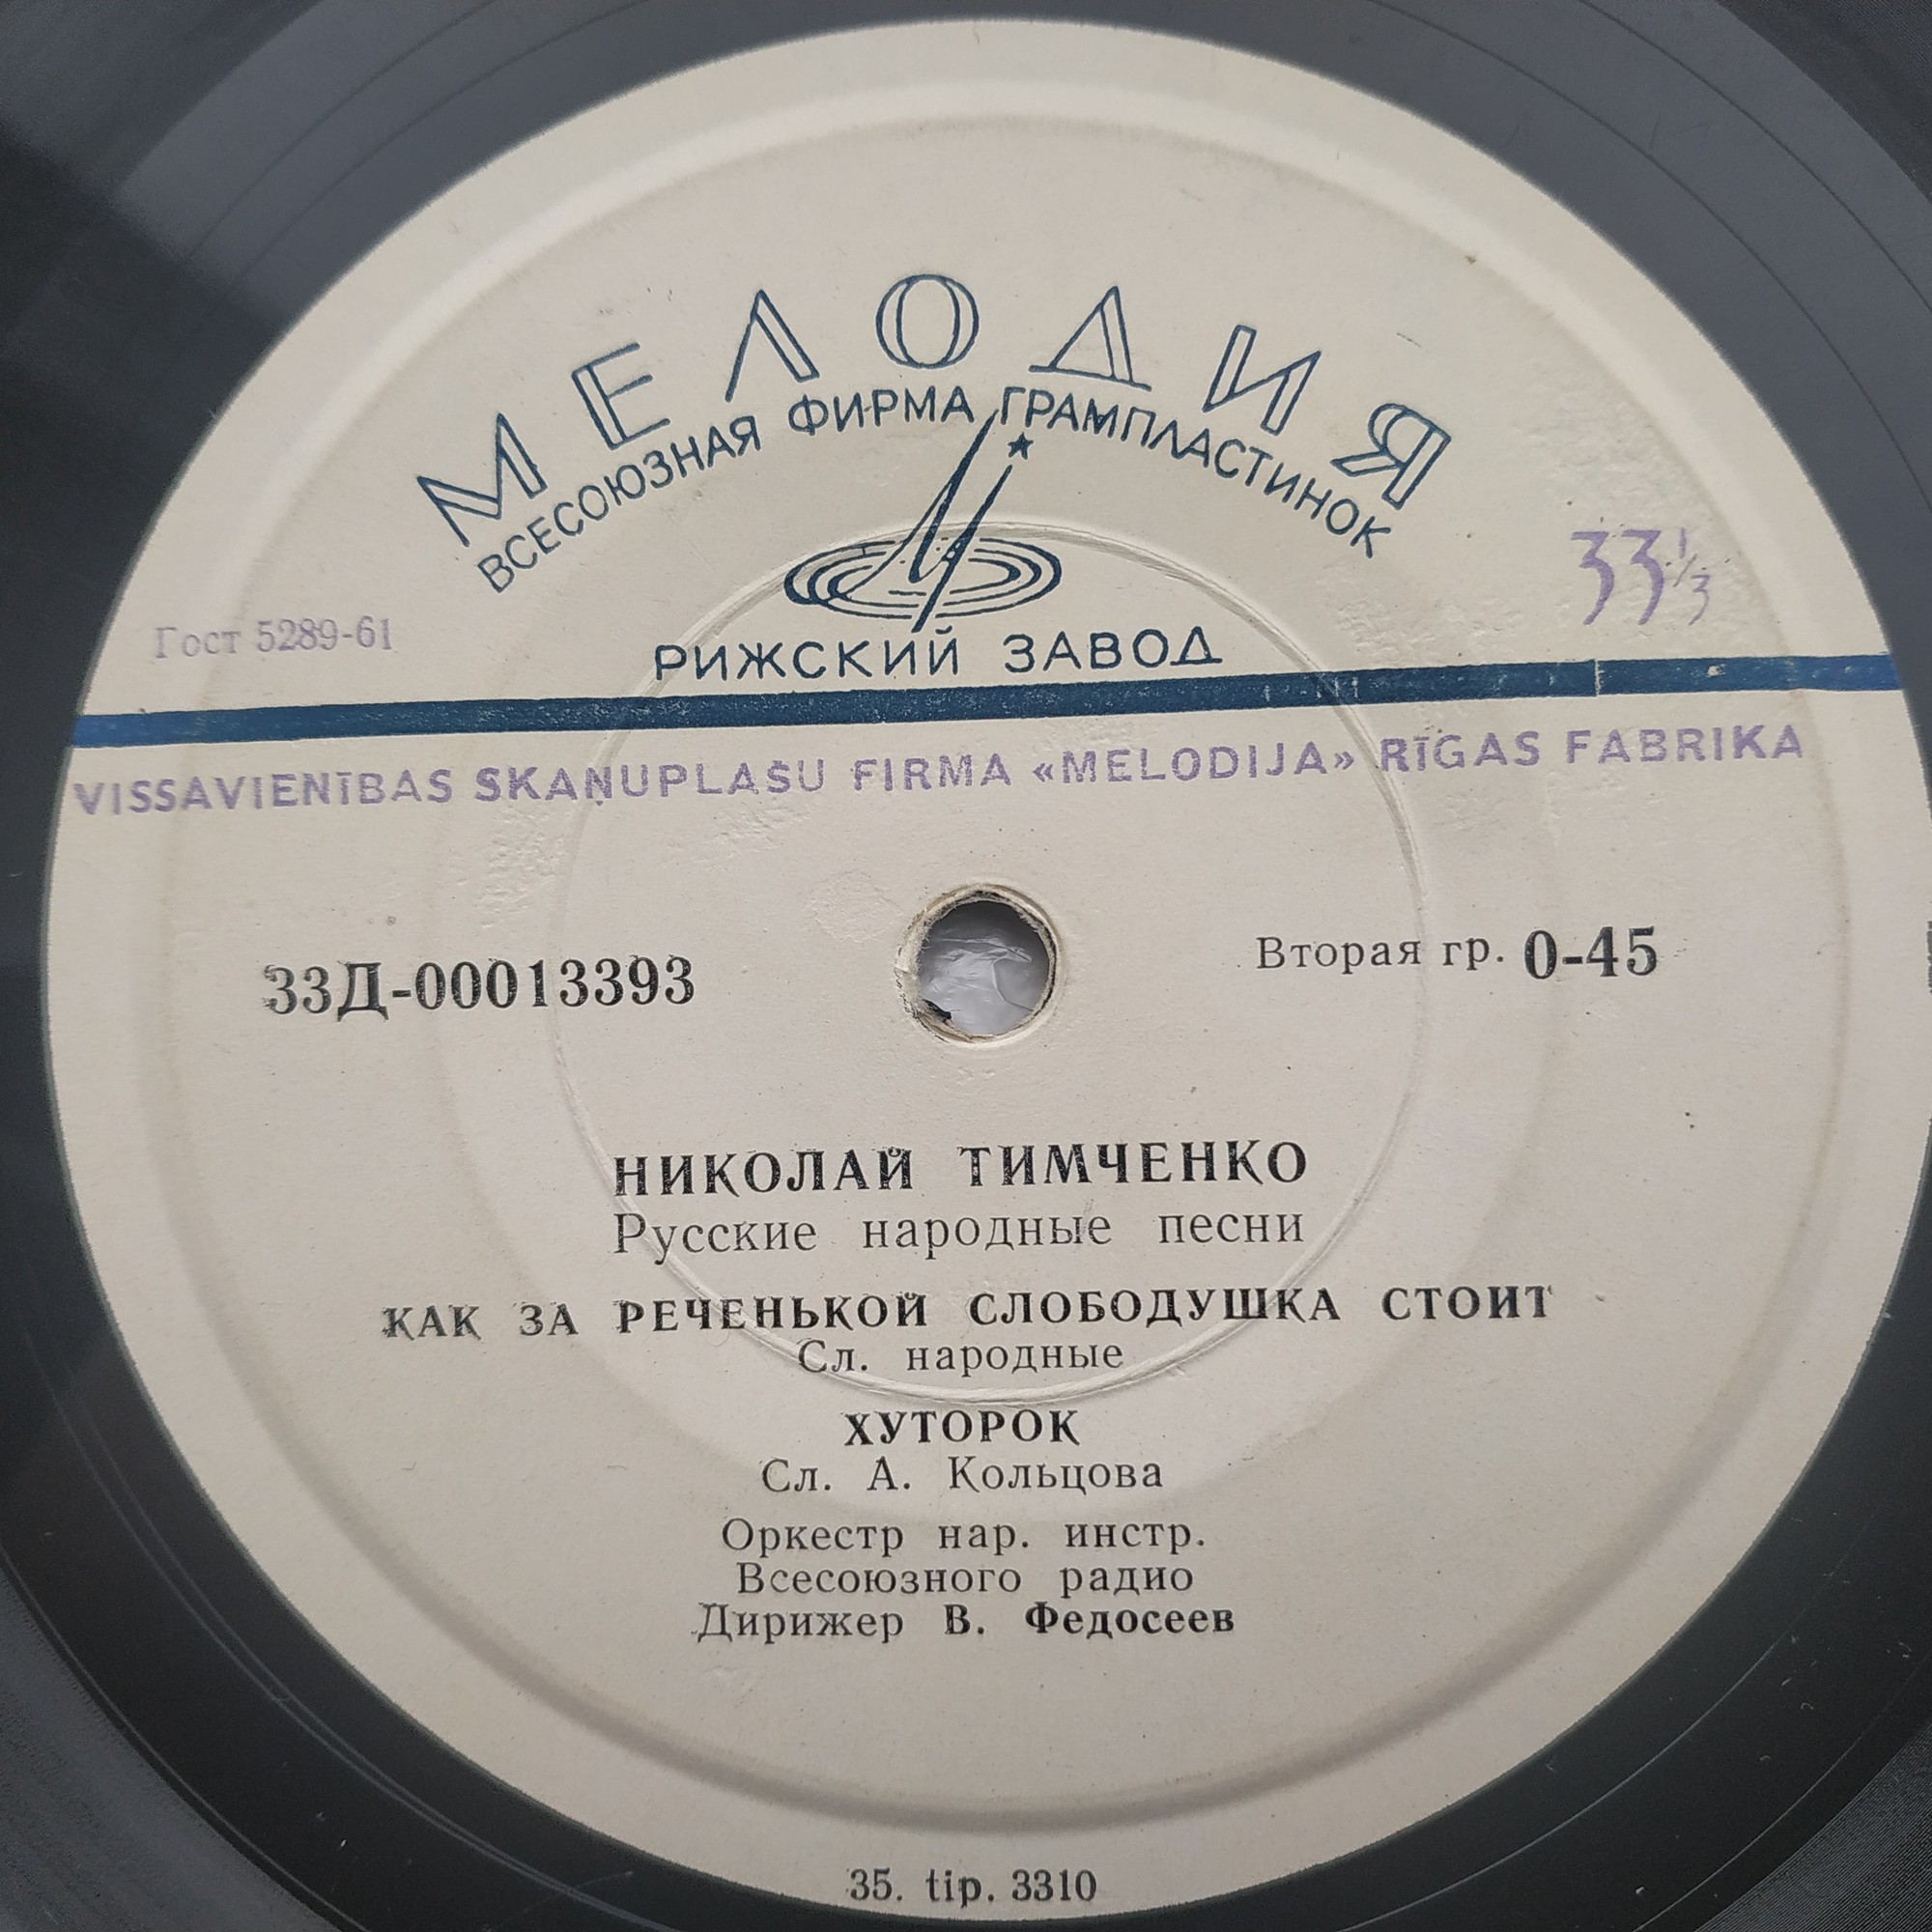 МЕЛОДИЯ
ВСЕСОЮЗНАЯ ФИРМА ГРАМПЛАСТИНОК
33 1/3
Гост 5289-61
РИЖСКИЙ ЗАВОД
VISSAVIENĪBAS SKAŅUPLAŠU FIRMA «MELODIJA» RĪGAS FABRIKA
33Д-00013393
Вторая гр. 0-45
НИКОЛАЙ ТИМЧЕНКО
Русские народные песни
КАК ЗА РЕЧЕНЬКОЙ СЛОБОДУШКА СТОИТ
Сл. народные
ХУТОРОК
Сл. А. Кольцова
Оркестр нар. инстр.
Всесоюзного радио
Дирижер В. Федосеев
35. tip. 3310